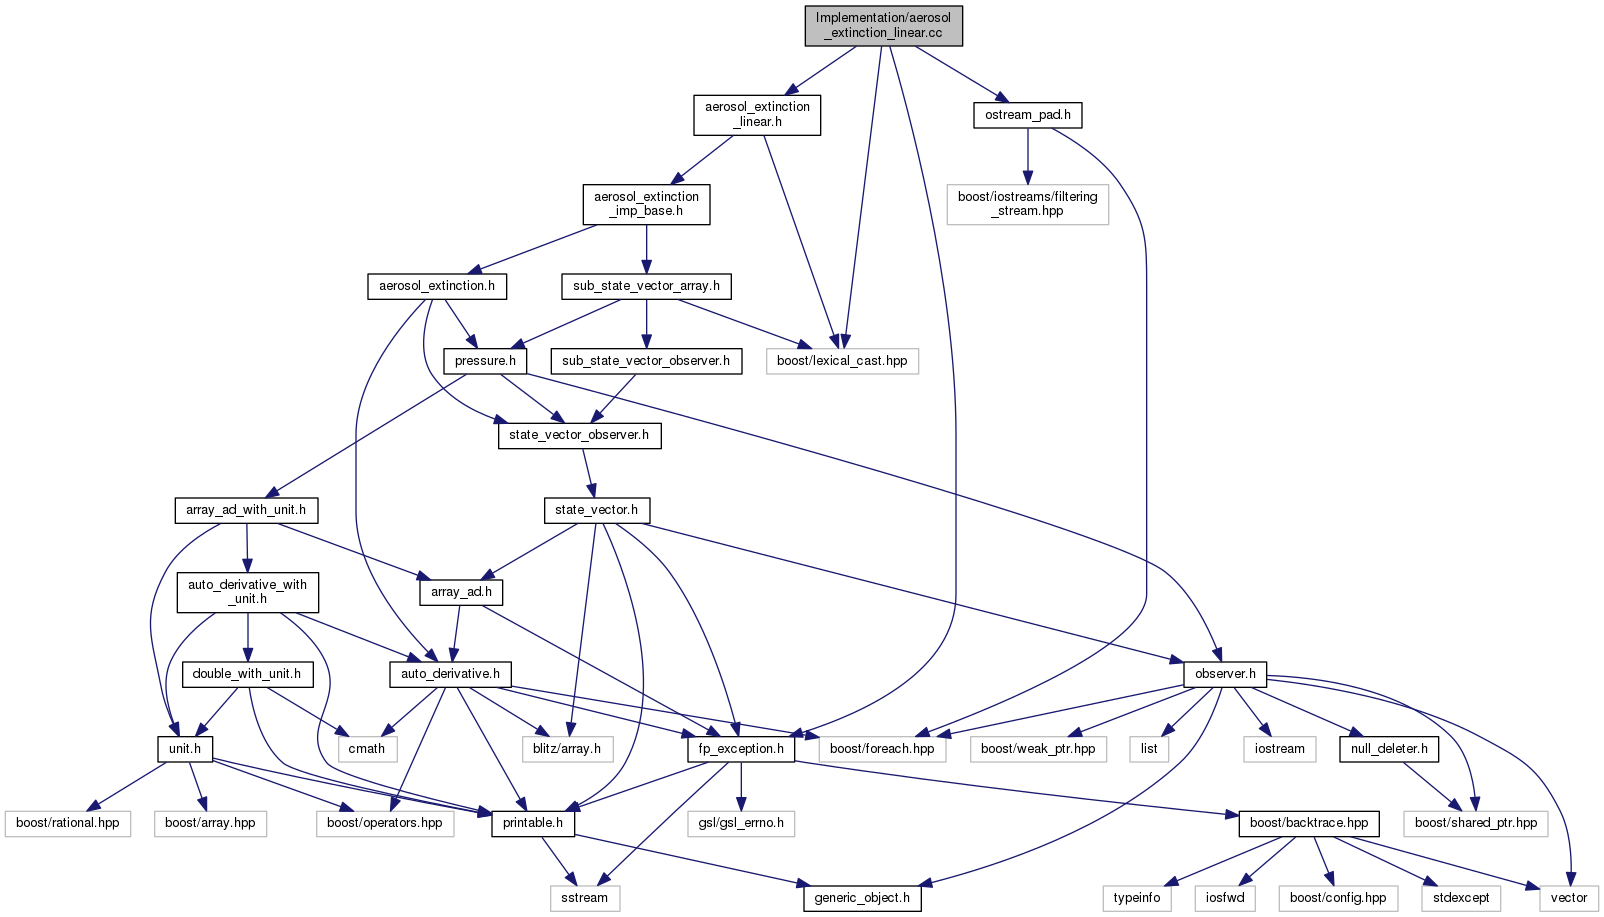 Implementation/aerosol
_extinction_linear.cc
aerosol_extinction
_linear.h
ostream_pad.h
aerosol_extinction
_imp_base.h
boost/iostreams/filtering
_stream.hpp
aerosol_extinction.h
sub_state_vector_array.h
pressure.h
sub_state_vector_observer.h
boost/lexical_cast.hpp
state_vector_observer.h
array_ad_with_unit.h
state_vector.h
auto_derivative_with
_unit.h
array_ad.h
double_with_unit.h
auto_derivative.h
observer.h
unit.h
cmath
blitz/array.h
fp_exception.h
boost/foreach.hpp
boost/weak_ptr.hpp
list
iostream
null_deleter.h
boost/rational.hpp
boost/array.hpp
boost/operators.hpp
printable.h
gsl/gsl_errno.h
boost/backtrace.hpp
boost/shared_ptr.hpp
sstream
generic_object.h
typeinfo
iosfwd
boost/config.hpp
stdexcept
vector